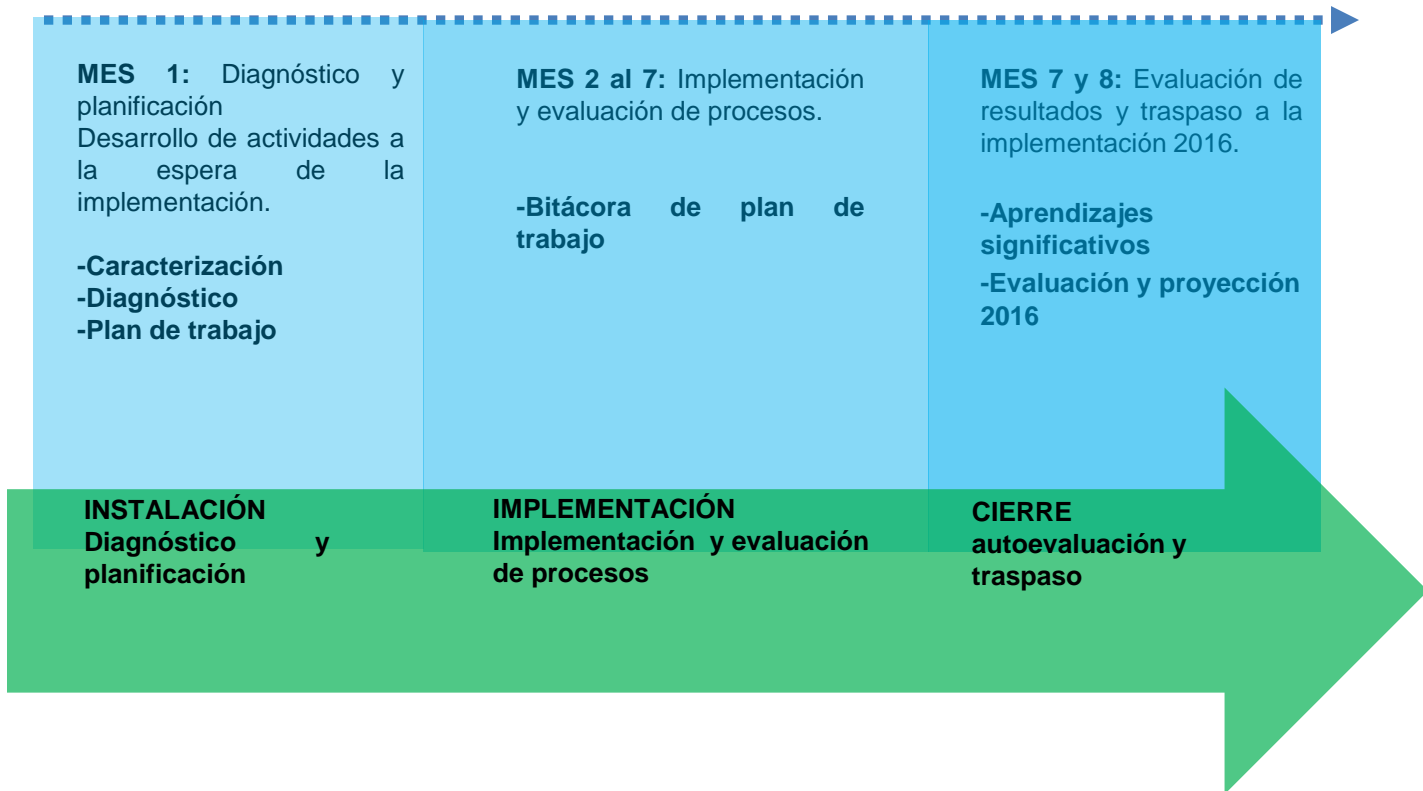 MES 1: Diagnóstico y
planificación
Desarrollo de actividades a
la espera de la
implementación.
-Caracterización
-Diagnóstico
-Plan de trabajo
MES 2 al 7: Implementación
y evaluación de procesos.
-Bitácora de plan de
trabajo
MES 7 y 8: Evaluación de
resultados y traspaso a la
implementación 2016.
-Aprendizajes
significativos
-Evaluación y proyección
2016
INSTALACIÓN
Diagnóstico y
planificación
IMPLEMENTACIÓN
Implementación y evaluación
de procesos
CIERRE
autoevaluación y
traspaso